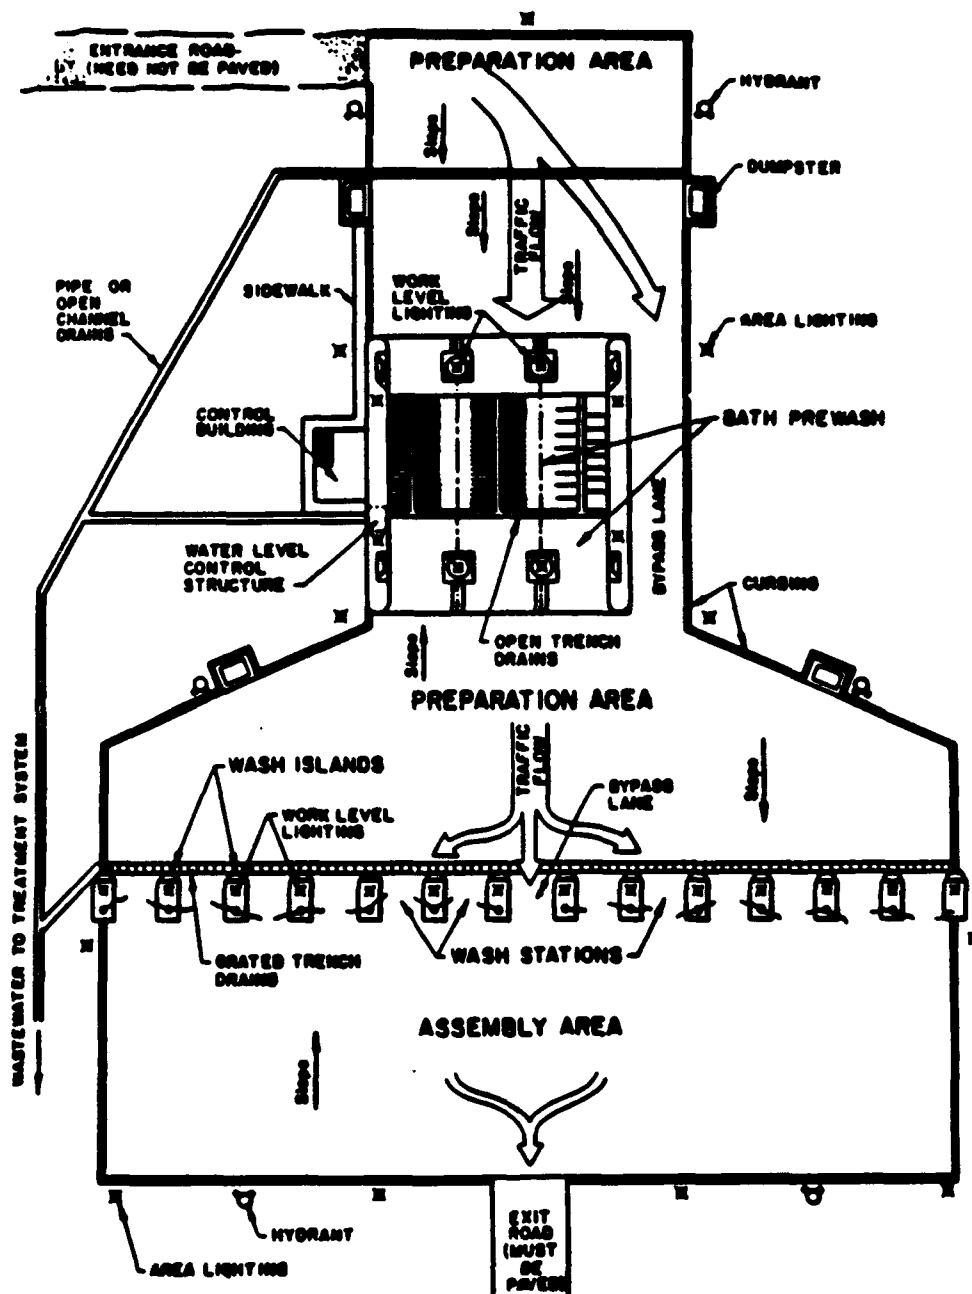 ENTRANCE ROAD
(NEED NOT BE PAVED)
PREPARATION AREA
HYDRANT
Slope
DUMPSTER
Slope
TRAFFIC
FLOW
Slope
PIPE OR
OPEN
CHANNEL
DRAINS
SIDEWALK
WORK
LEVEL
LIGHTING
AREA LIGHTING
CONTROL
BUILDING
BATH PREWASH
BYPASS LANE
WATER LEVEL
CONTROL
STRUCTURE
CURBING
OPEN TRENCH
DRAINS
Slope
PREPARATION AREA
TRAFFIC
FLOW
Slope
WASH ISLANDS
BYPASS
LANE
WORK LEVEL
LIGHTING
WASTEWATER TO TREATMENT SYSTEM
GRATED TRENCH
DRAINS
WASH STATIONS
ASSEMBLY AREA
Slope
HYDRANT
AREA LIGHTING
EXIT
ROAD
(MUST
BE
PAVED)